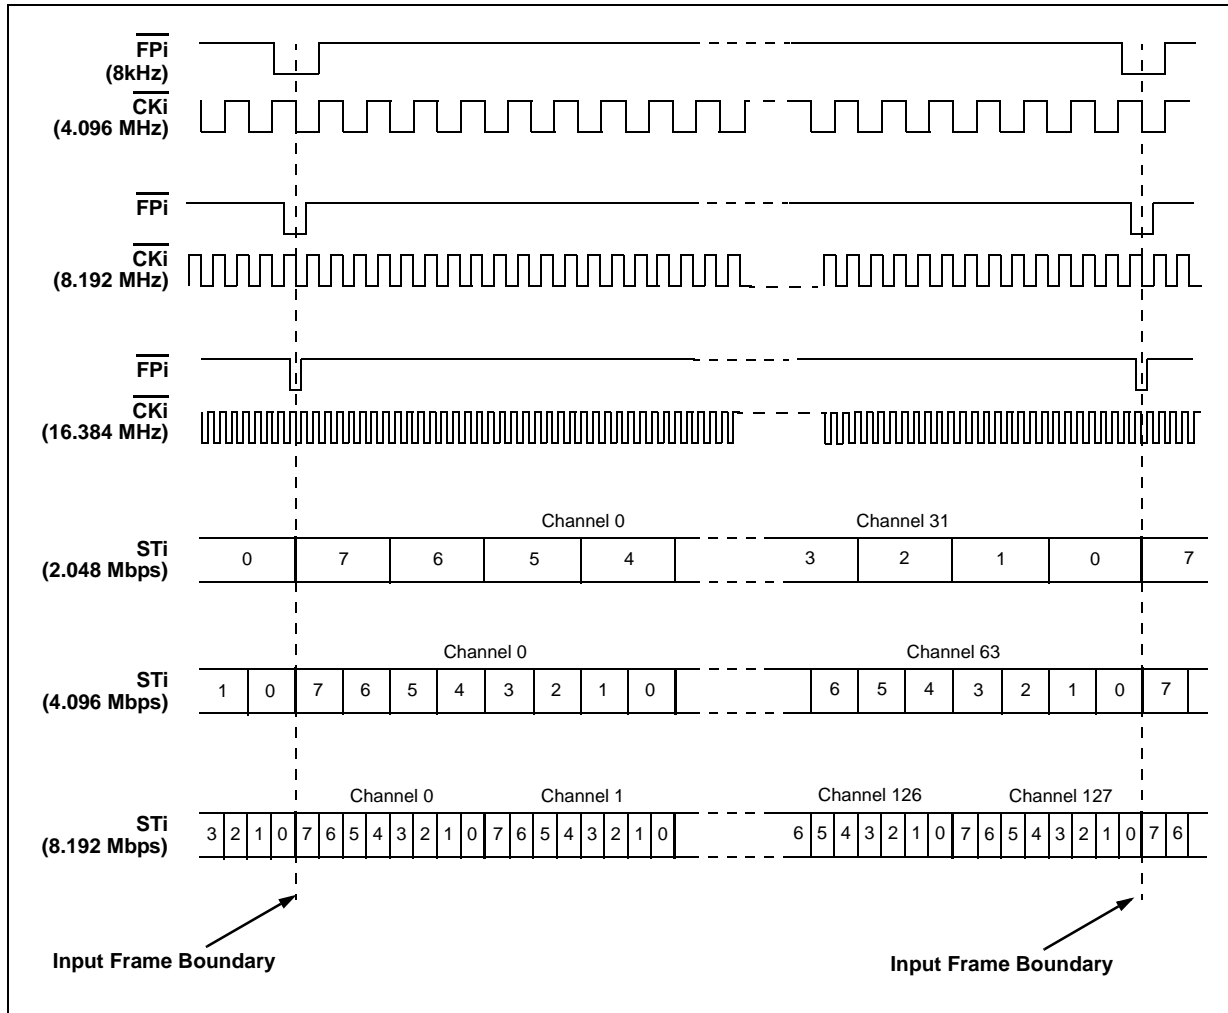 FPi
(8kHz)
CKi
(4.096 MHz)
FPi
CKi
(8.192 MHz)
FPi
CKi
(16.384 MHz)
Channel 0 Channel 31
STi
(2.048 Mbps)
0 7 6 5 4 3 2 1 0 7
Channel 0 Channel 63
STi
(4.096 Mbps)
1 0 7 6 5 4 3 2 1 0 6 5 4 3 2 1 0 7
Channel 0 Channel 1 Channel 126 Channel 127
STi
(8.192 Mbps)
3 2 1 0 7 6 5 4 3 2 1 0 7 6 5 4 3 2 1 0 6 5 4 3 2 1 0 7 6 5 4 3 2 1 0 7 6
Input Frame Boundary Input Frame Boundary